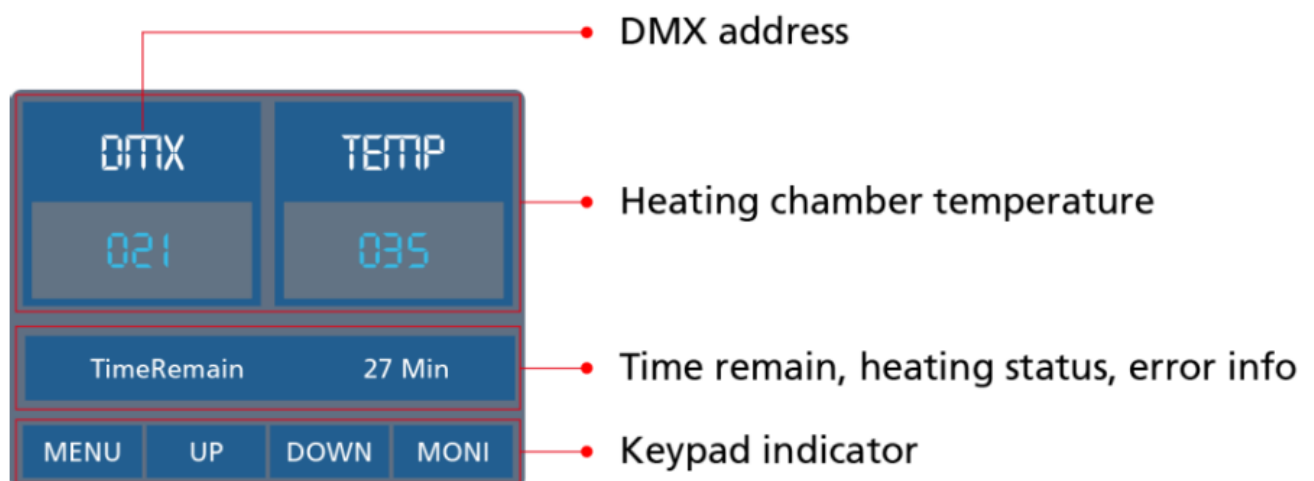 DMX address
DMX TEMP
Heating chamber temperature
021 035
TimeRemain 27 Min
Time remain, heating status, error info
MENU UP DOWN MONI
Keypad indicator